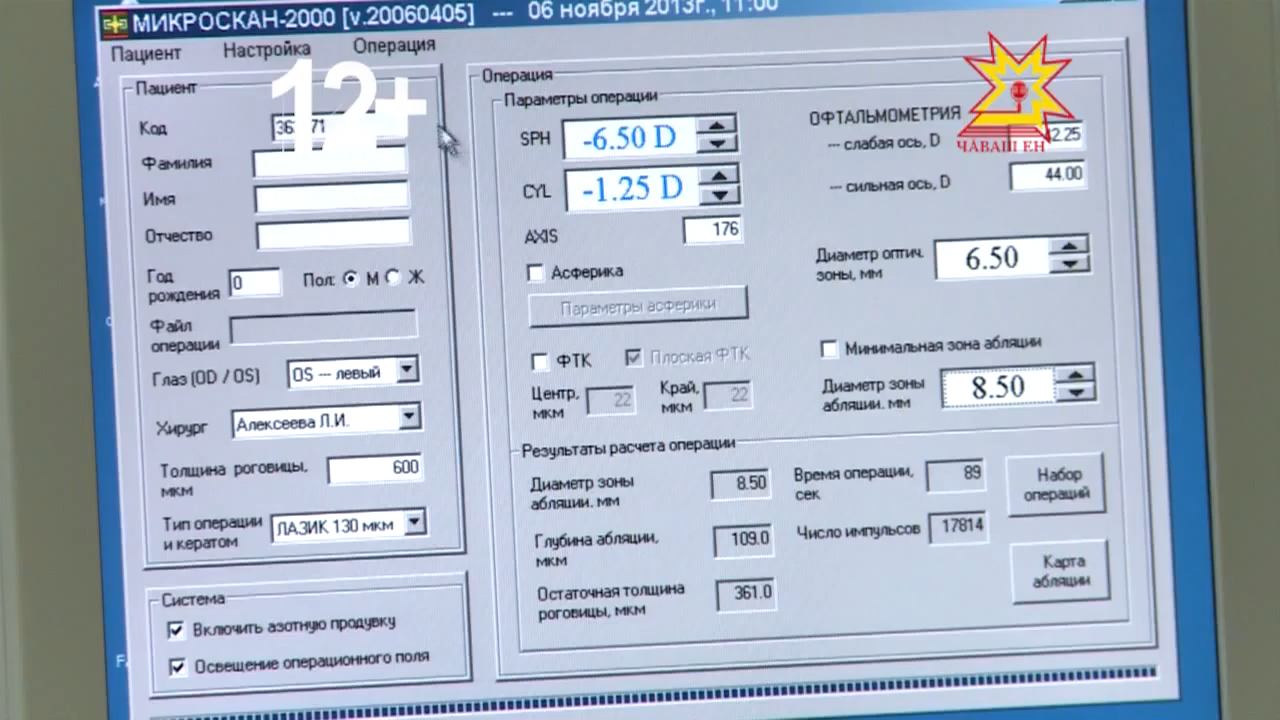 МИКРОСКАН-2000 [v.20060405] --- 06 ноября 2013г., 11:00
Пациент Настройка Операция
12+
ЧӐВАШ ЕН
Пациент
Код
Фамилия
Имя
Отчество
Год рождения 0 Пол: М Ж
Файл операции
Глаз (OD / OS) OS --- левый
Хирург Алексеева Л.И.
Толщина роговицы, мкм 600
Тип операции и кератом ЛАЗИК 130 мкм
Система
Включить азотную продувку
Освещение операционного поля
Операция
Параметры операции
SPH -6.50 D
CYL -1.25 D
AXIS 176
Асферика
Параметры асферики
ФТК Плоская ФТК
Центр, мкм 22 Край, мкм 22
ОФТАЛЬМОМЕТРИЯ
--- слабая ось, D
--- сильная ось, D 44.00
Диаметр оптич. зоны, мм 6.50
Минимальная зона абляции
Диаметр зоны абляции. мм 8.50
Результаты расчета операции
Диаметр зоны абляции. мм 8.50
Глубина абляции, мкм 109.0
Остаточная толщина роговицы, мкм 361.0
Время операции, сек 89
Число импульсов 17814
Набор операций
Карта абляции